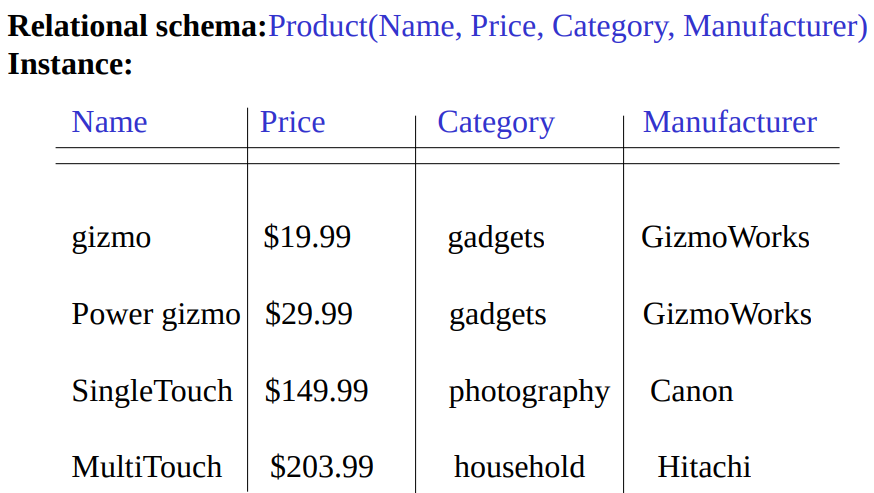 Relational schema:Product(Name, Price, Category, Manufacturer)
Instance:
Name Price Category Manufacturer
gizmo $19.99 gadgets GizmoWorks
Power gizmo $29.99 gadgets GizmoWorks
SingleTouch $149.99 photography Canon
MultiTouch $203.99 household Hitachi